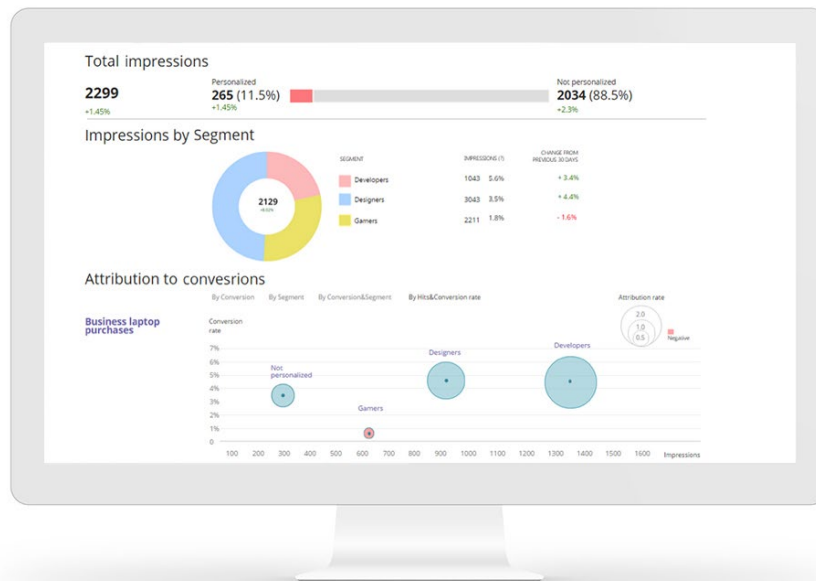 Total impressions
2299
+1.45%
Personalized
265 (11.5%)
+1.45%
Not personalized
2034 (88.5%)
+2.3%
Impressions by Segment
2129
SEGMENT IMPRESSIONS (?) CHANGE FROM
PREVIOUS 30 DAYS
Developers 1043 5.6% + 3.4%
Designers 3043 3.5% + 4.4%
Gamers 2211 1.8% - 1.6%
Attribution to convesrions
By Conversion By Segment By Conversion&Segment By Hits&Conversion rate
Attribution rate
2.0
1.0
0.5
Negative
Business laptop
purchases
Conversion
rate
7%
6%
5%
4%
3%
2%
1%
0
Not
personalized
Gamers
Designers
Developers
100 200 300 400 500 600 700 800 900 1000 1100 1200 1300 1400 1500 1600 Impressions